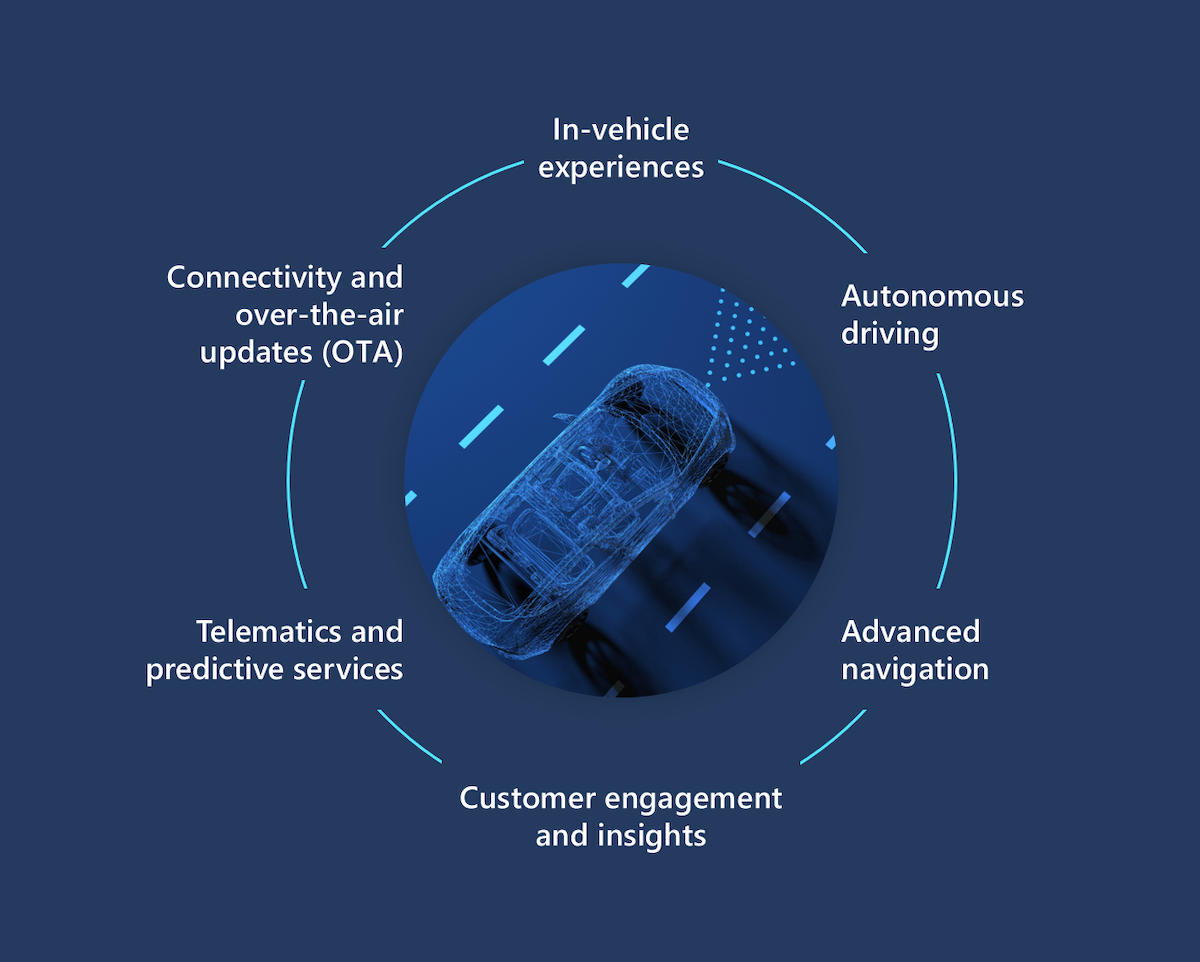 In-vehicle
experiences
Autonomous
driving
Advanced
navigation
Customer engagement
and insights
Telematics and
predictive services
Connectivity and
over-the-air
updates (OTA)